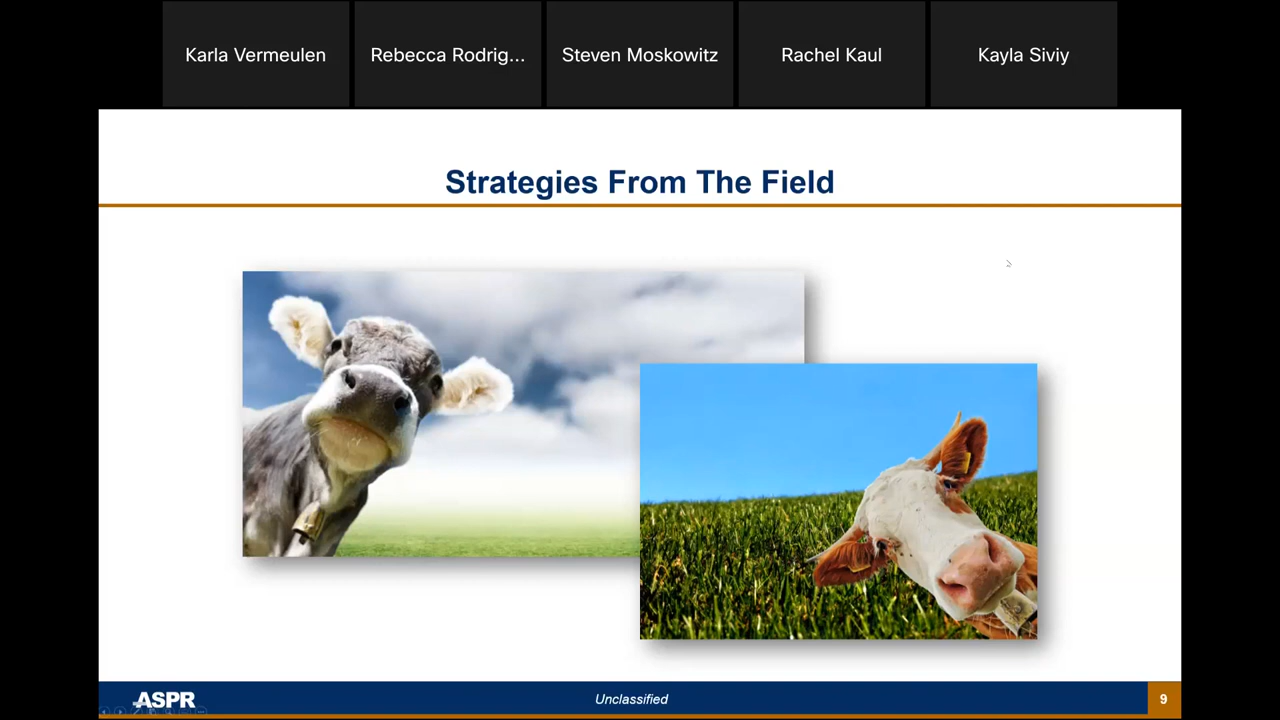 Karla Vermeulen
Rebecca Rodrig...
Steven Moskowitz
Rachel Kaul
Kayla Siviy
Strategies From The Field
ASPR
Unclassified
9